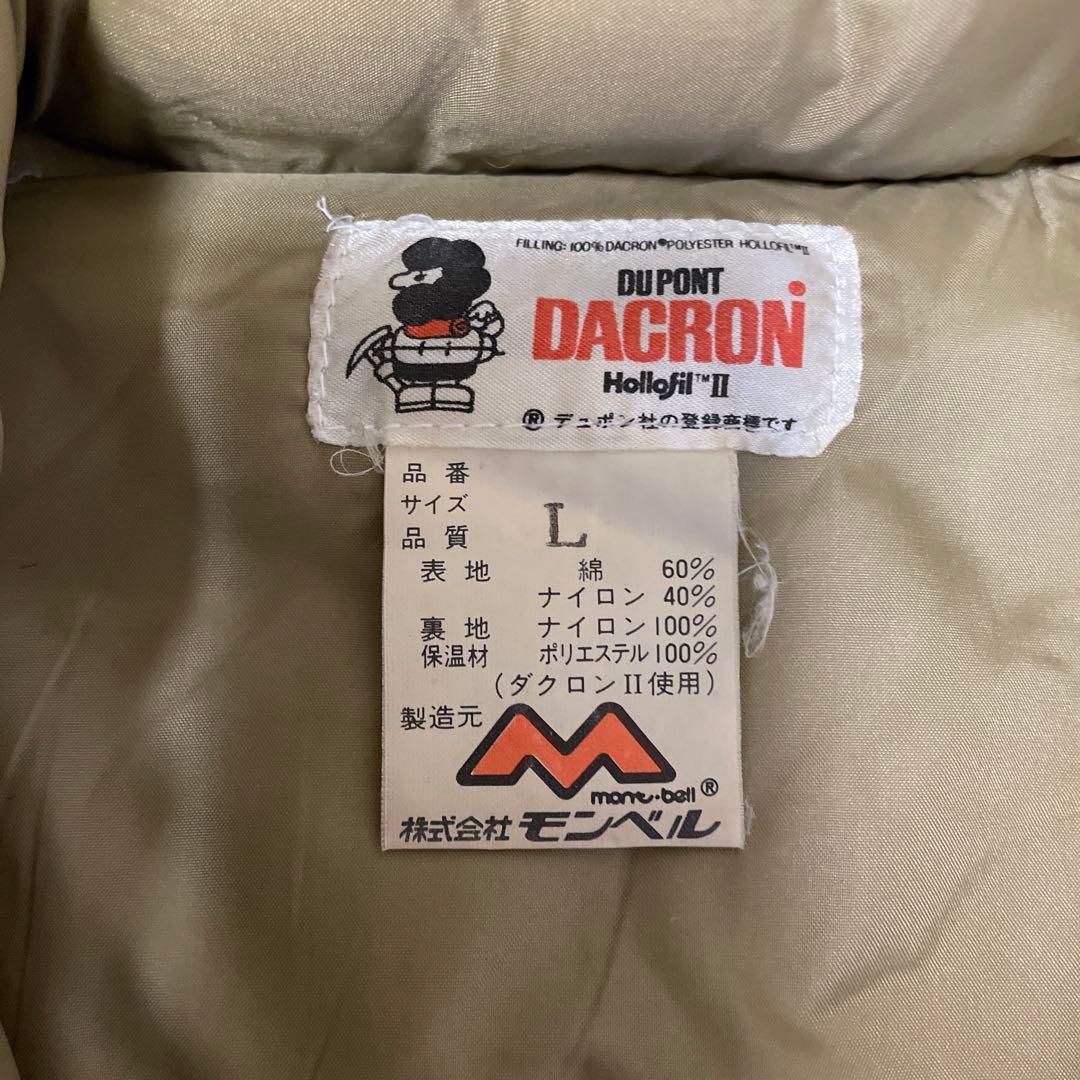 FILLING: 100% DACRON® POLYESTER HOLLOFIL™II
DU PONT
DACRON
Hollofil™II
® デュポン社の登録商標です
品番
サイズ L
品質
表地 綿 60%
ナイロン 40%
裏地 ナイロン 100%
保温材 ポリエステル 100%
(ダクロンII使用)
製造元
mont・bell®
株式会社 モンベル